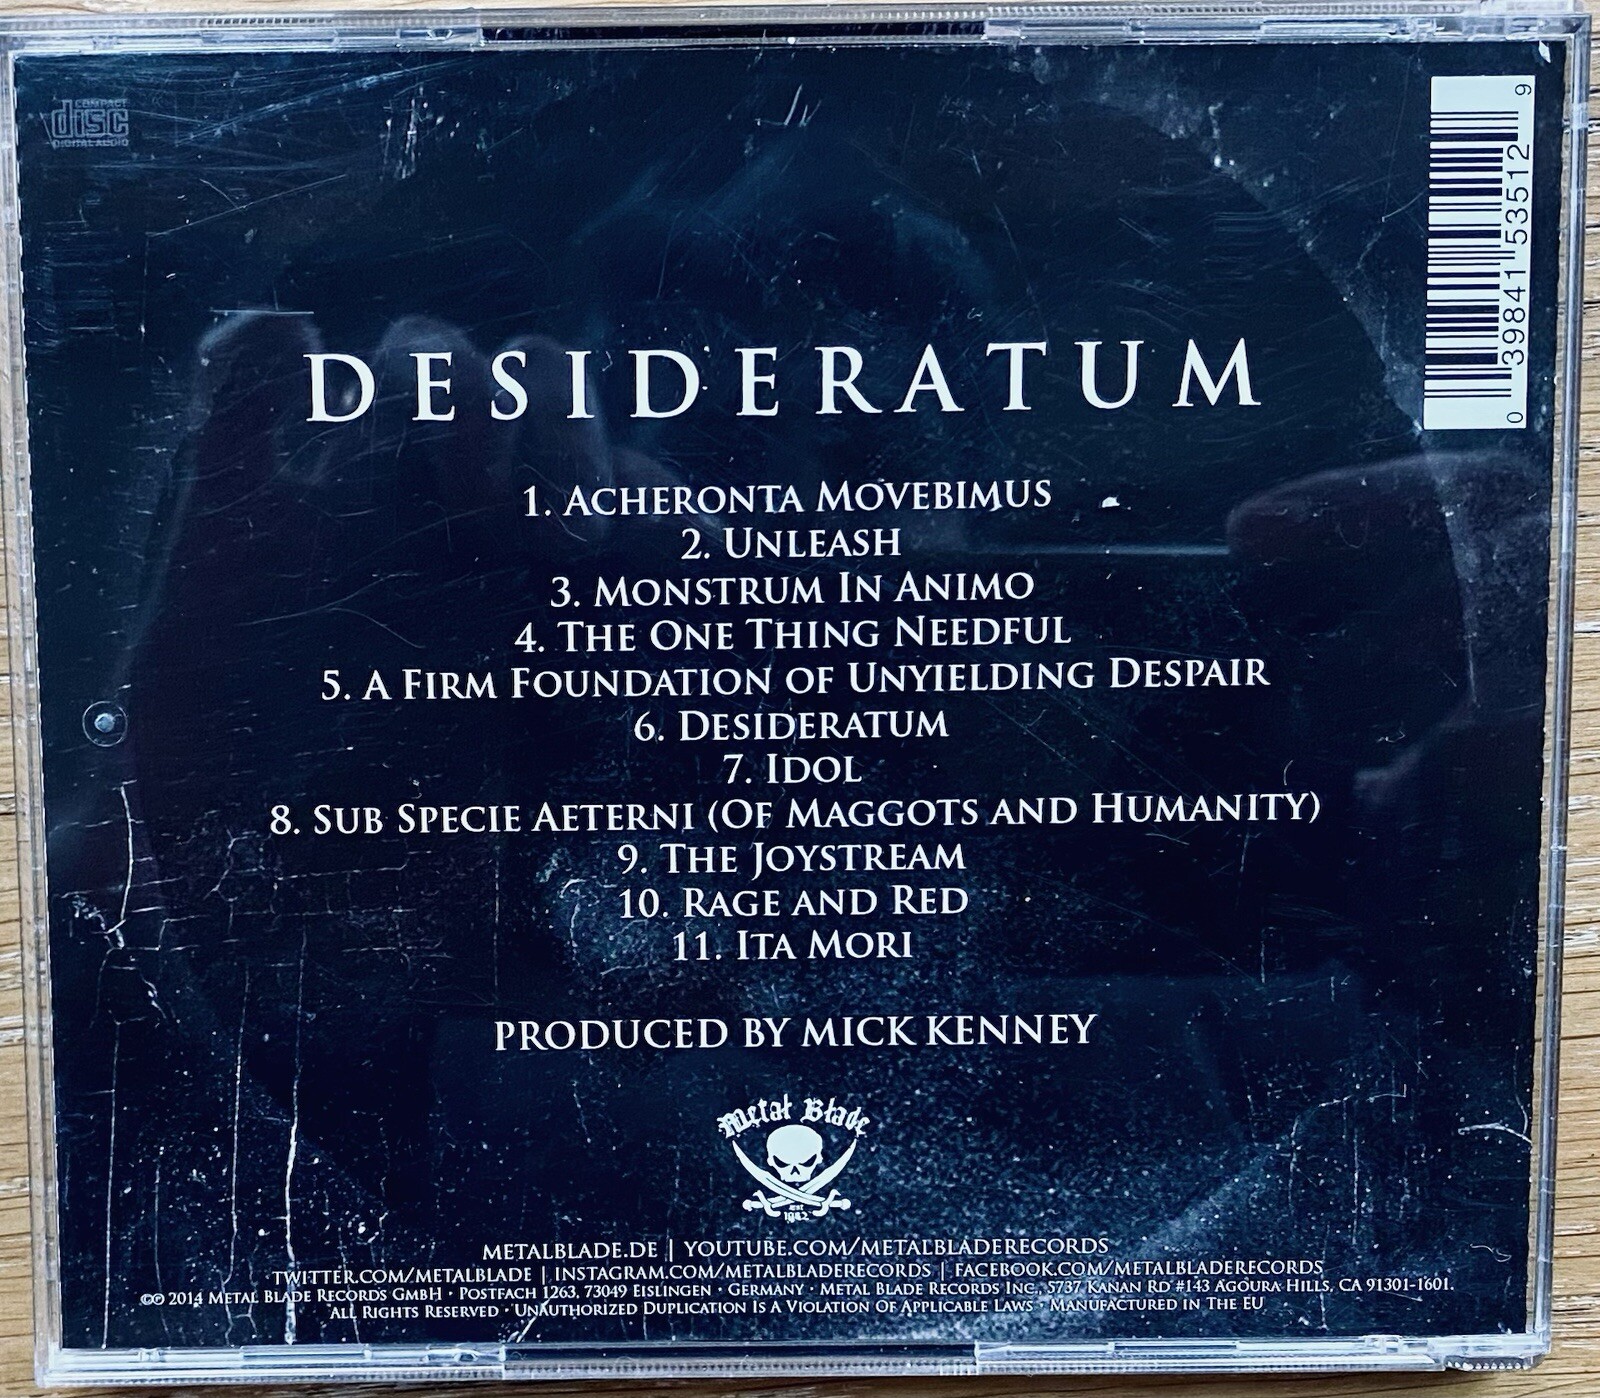 COMPACT
disc
DIGITAL AUDIO
0 39841 53512 9
DESIDERATUM
1. ACHERONTA MOVEBIMUS
2. UNLEASH
3. MONSTRUM IN ANIMO
4. THE ONE THING NEEDFUL
5. A FIRM FOUNDATION OF UNYIELDING DESPAIR
6. DESIDERATUM
7. IDOL
8. SUB SPECIE AETERNI (OF MAGGOTS AND HUMANITY)
9. THE JOYSTREAM
10. RAGE AND RED
11. ITA MORI
PRODUCED BY MICK KENNEY
Metal Blade
EST
1982
METALBLADE.DE | YOUTUBE.COM/METALBLADERECORDS
TWITTER.COM/METALBLADE | INSTAGRAM.COM/METALBLADERECORDS | FACEBOOK.COM/METALBLADERECORDS
©℗ 2014 METAL BLADE RECORDS GMBH · POSTFACH 1263, 73049 EISLINGEN · GERMANY · METAL BLADE RECORDS INC., 5737 KANAN RD #143 AGOURA HILLS, CA 91301-1601.
ALL RIGHTS RESERVED · UNAUTHORIZED DUPLICATION IS A VIOLATION OF APPLICABLE LAWS · MANUFACTURED IN THE EU